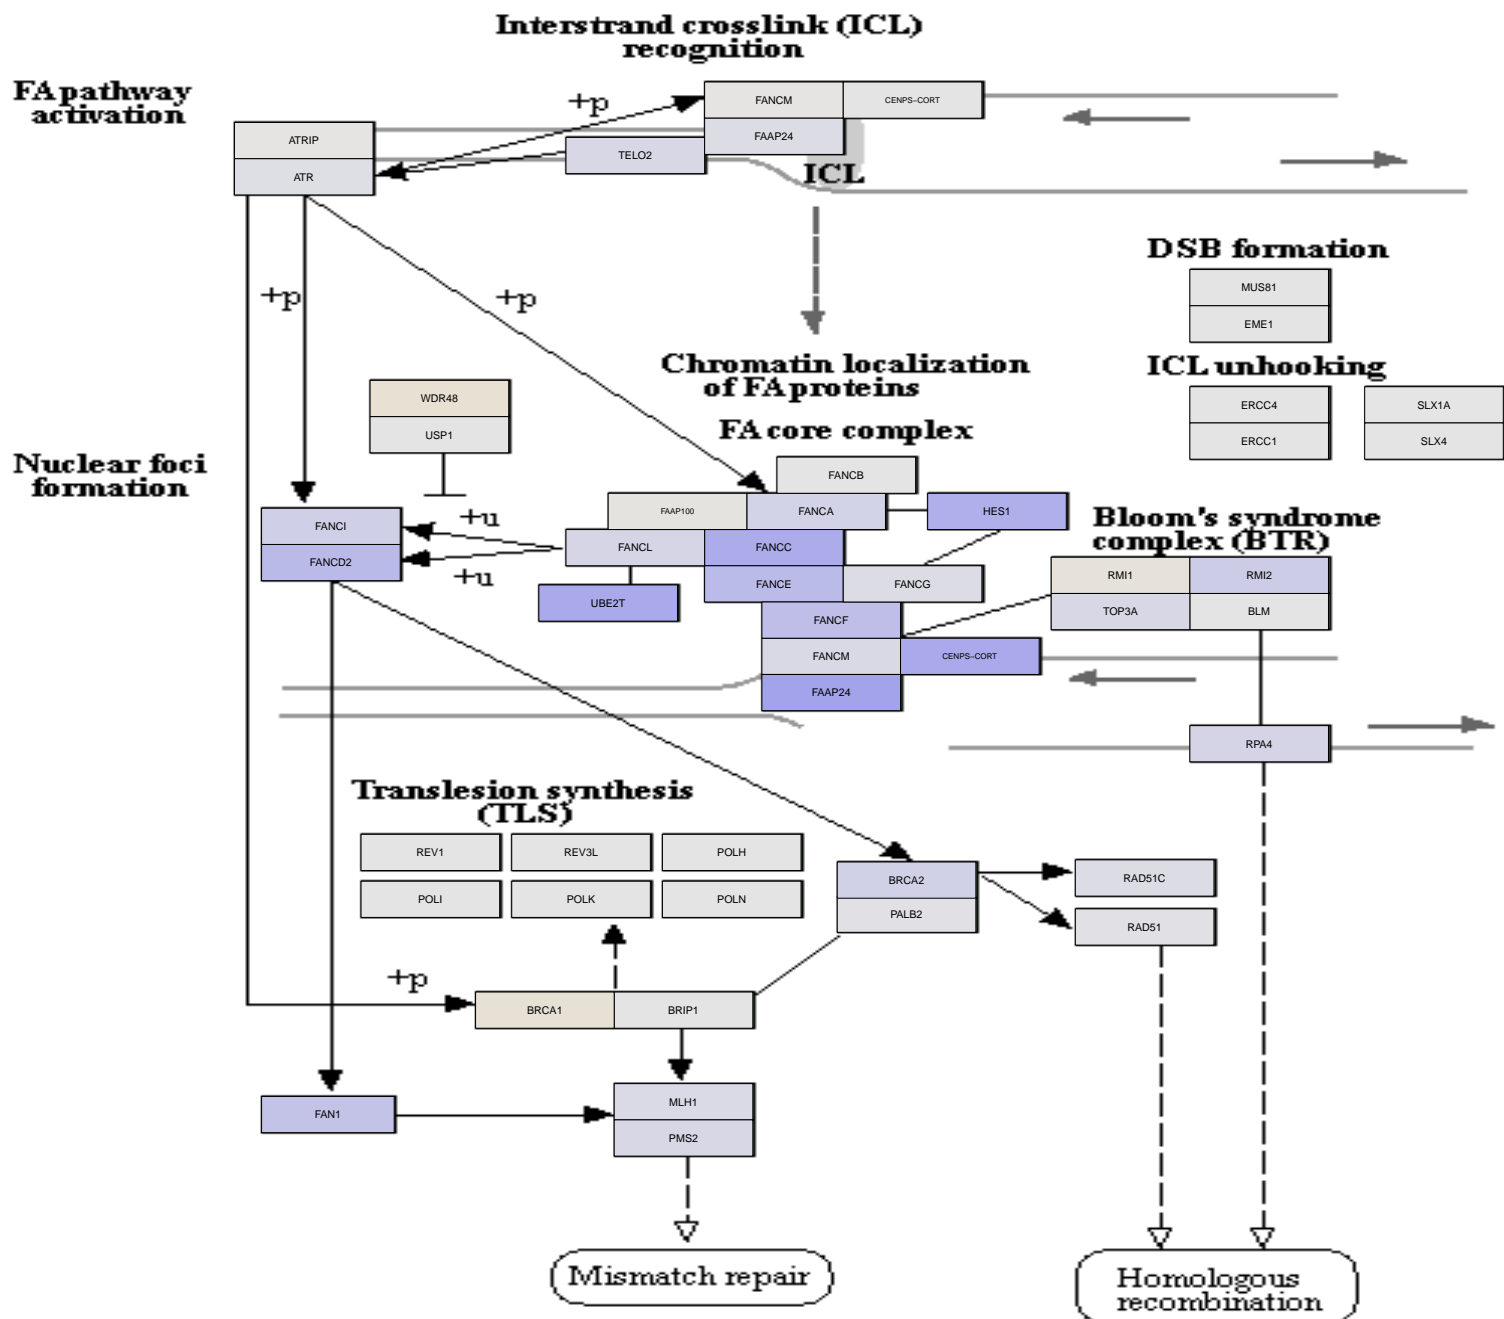 Interstrand crosslink (ICL)
recognition
FA pathway
activation
+p
FANCM
CENPS-CORT
FAAP24
ATRIP
ATR
TELO2
ICL
DSB formation
MUS81
EME1
+p
+p
Chromatin localization
of FA proteins
ICL unhooking
ERCC4
ERCC1
SLX1A
SLX4
WDR48
USP1
FA core complex
Nuclear foci
formation
FANCB
FAAP100
FANCA
HES1
FANCI
FANCD2
+u
+u
FANCL
FANCC
UBE2T
FANCE
FANCG
FANCF
FANCM
CENPS-CORT
FAAP24
Bloom's syndrome
complex (BTR)
RMI1
RMI2
TOP3A
BLM
RPA4
Translesion synthesis
(TLS)
REV1
REV3L
POLH
POLI
POLK
POLN
BRCA2
PALB2
RAD51C
RAD51
+p
BRCA1
BRIP1
FAN1
MLH1
PMS2
Mismatch repair
Homologous
recombination